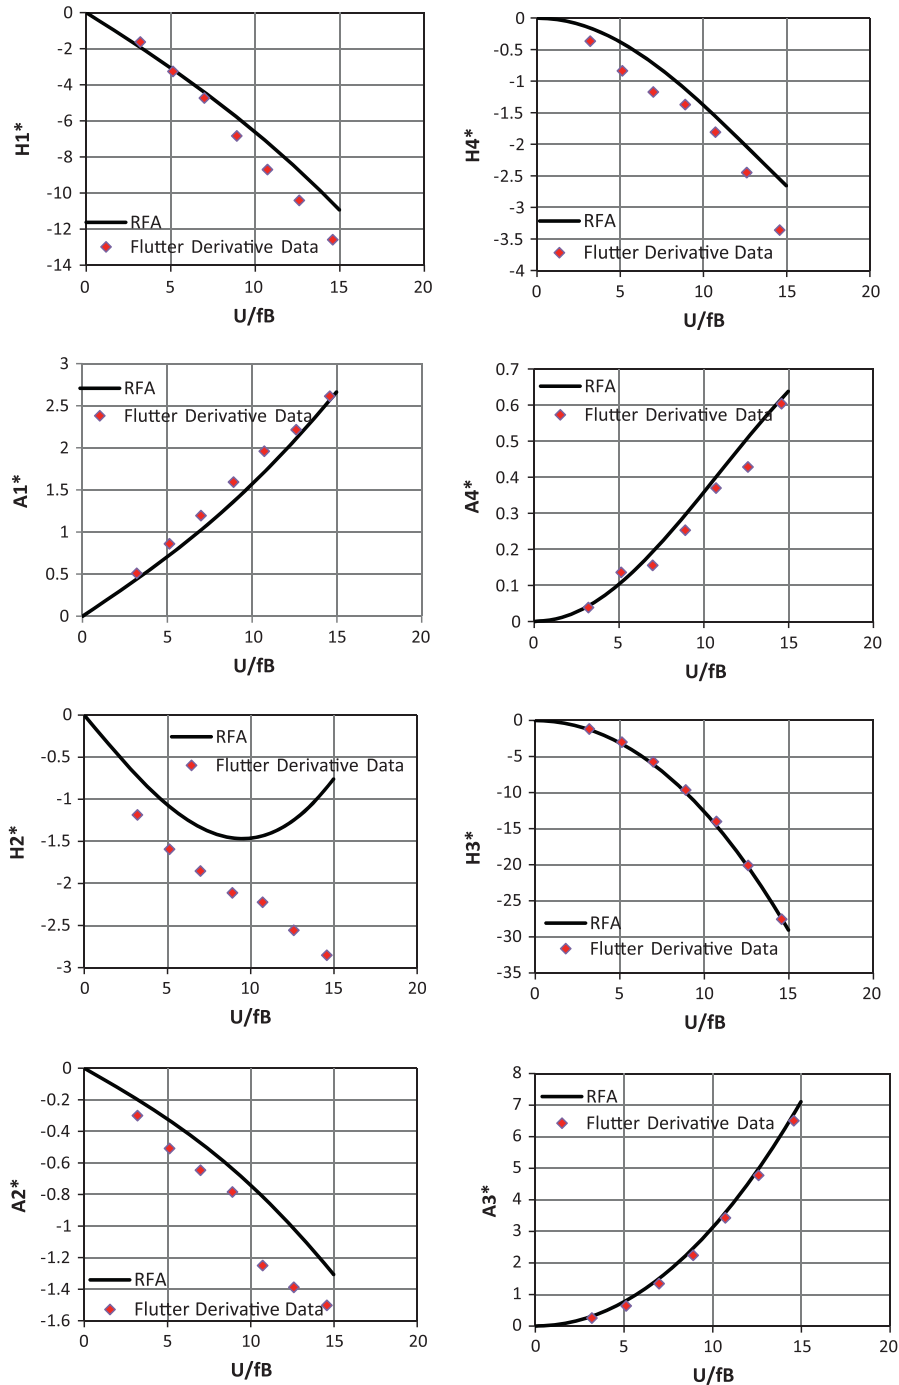 0
-2
-4
-6
-8
-10
-12
-14
H1*
RFA
Flutter Derivative Data
0 5 10 15 20
U/fB
0
-0.5
-1
-1.5
-2
-2.5
-3
-3.5
-4
H4*
RFA
Flutter Derivative Data
0 5 10 15 20
U/fB
3
2.5
2
1.5
1
0.5
0
A1*
RFA
Flutter Derivative Data
0 5 10 15 20
U/fB
0.7
0.6
0.5
0.4
0.3
0.2
0.1
0
A4*
RFA
Flutter Derivative Data
0 5 10 15 20
U/fB
0
-0.5
-1
-1.5
-2
-2.5
-3
H2*
RFA
Flutter Derivative Data
0 5 10 15 20
U/fB
0
-5
-10
-15
-20
-25
-30
-35
H3*
RFA
Flutter Derivative Data
0 5 10 15 20
U/fB
0
-0.2
-0.4
-0.6
-0.8
-1
-1.2
-1.4
-1.6
A2*
RFA
Flutter Derivative Data
0 5 10 15 20
U/fB
8
7
6
5
4
3
2
1
0
A3*
RFA
Flutter Derivative Data
0 5 10 15 20
U/fB